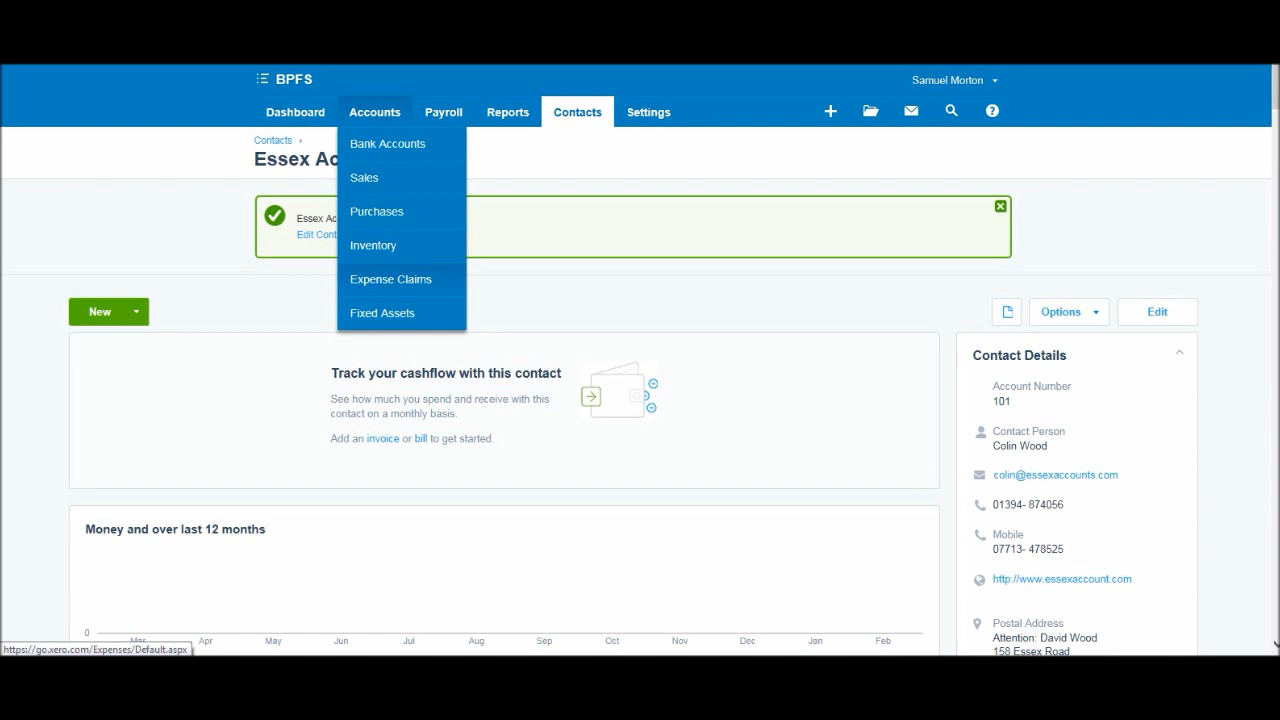 BPFS
Samuel Morton
Dashboard
Accounts
Payroll
Reports
Contacts
Settings
Bank Accounts
Sales
Purchases
Inventory
Expense Claims
Fixed Assets
Contacts ›
Essex Ac
Essex Ac
Edit Cont
New
Options
Edit
Track your cashflow with this contact
See how much you spend and receive with this
contact on a monthly basis.
Add an invoice or bill to get started.
Contact Details
Account Number
101
Contact Person
Colin Wood
colin@essexaccounts.com
01394- 874056
Mobile
07713- 478525
http://www.essexaccount.com
Postal Address
Attention: David Wood
158 Essex Road
Money and over last 12 months
0
Mar Apr May Jun Jul Aug Sep Oct Nov Dec Jan Feb
https://go.xero.com/Expenses/Default.aspx